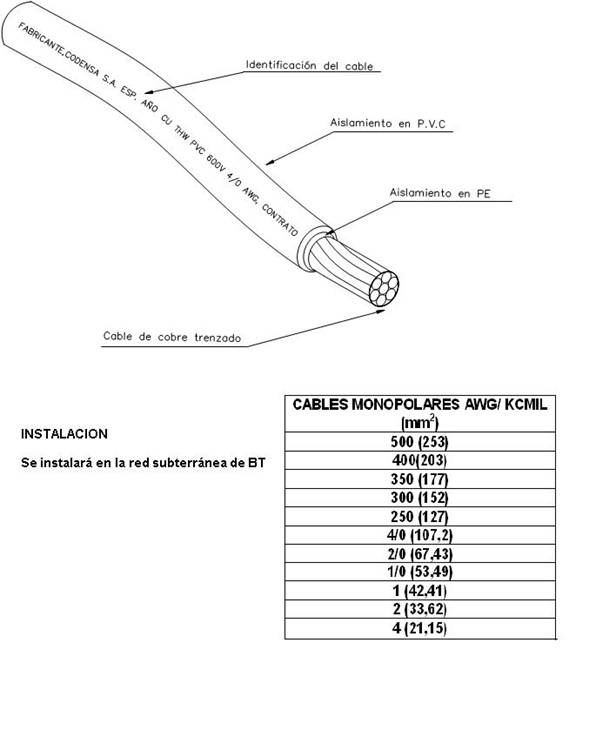 FABRICANTE,CODENSA S.A. ESP. AÑO CU THW PVC 600V 4/0 AWG, CONTRATO
Identificación del cable
Aislamiento en P.V.C
Aislamiento en PE
Cable de cobre trenzado
INSTALACION
Se instalará en la red subterránea de BT
CABLES MONOPOLARES AWG/ KCMIL
(mm²)
500 (253)
400(203)
350 (177)
300 (152)
250 (127)
4/0 (107,2)
2/0 (67,43)
1/0 (53,49)
1 (42,41)
2 (33,62)
4 (21,15)